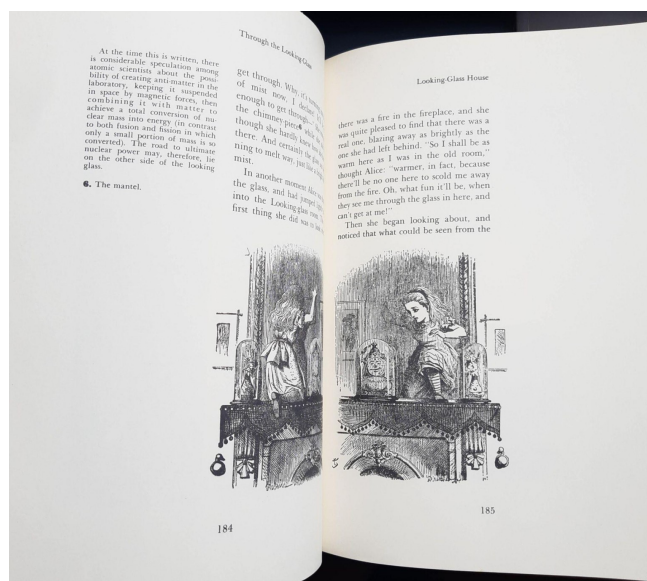 Through the Looking-Glass
At the time this is written, there
is considerable speculation among
atomic scientists about the possi-
bility of creating anti-matter in the
laboratory, keeping it suspended
in space by magnetic forces, then
combining it with matter to
achieve a total conversion of nu-
clear mass into energy (in contrast
to both fusion and fission in which
only a small portion of mass is so
converted). The road to ultimate
nuclear power may, therefore, lie
on the other side of the looking
glass.
6. The mantel.
get through. Why, it's
of mist now, I declare!
enough to get through
the chimney-piece6 while
though she hardly knew how
there. And certainly the glass
ning to melt way, just like a
mist.
In another moment Alice
the glass, and had jumped
into the Looking-glass room.
first thing she did was to look
184
Looking-Glass House
there was a fire in the fireplace, and she
was quite pleased to find that there was a
real one, blazing away as brightly as the
one she had left behind. "So I shall be as
warm here as I was in the old room,"
thought Alice: "warmer, in fact, because
there'll be no one here to scold me away
from the fire. Oh, what fun it'll be, when
they see me through the glass in here, and
can't get at me!"
Then she began looking about, and
noticed that what could be seen from the
185